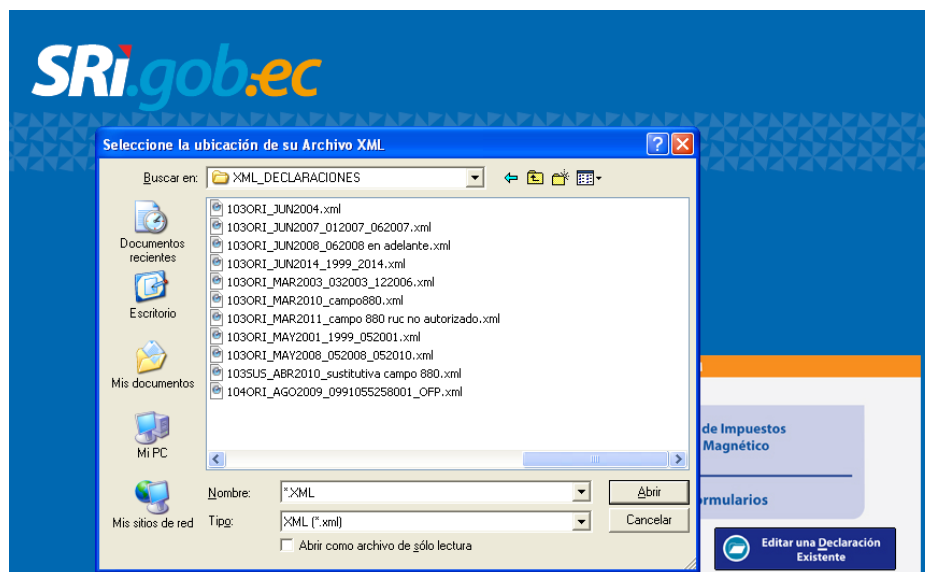 SRi.gob.ec
Seleccione la ubicación de su Archivo XML
Buscar en: XML_DECLARACIONES
Documentos
recientes
Escritorio
Mis documentos
Mi PC
Mis sitios de red
103ORI_JUN2004.xml
103ORI_JUN2007_012007_062007.xml
103ORI_JUN2008_062008 en adelante.xml
103ORI_JUN2014_1999_2014.xml
103ORI_MAR2003_032003_122006.xml
103ORI_MAR2010_campo880.xml
103ORI_MAR2011_campo 880 ruc no autorizado.xml
103ORI_MAY2001_1999_052001.xml
103ORI_MAY2008_052008_052010.xml
103SUS_ABR2010_sustitutiva campo 880.xml
104ORI_AGO2009_0991055258001_OFP.xml
Nombre: *.XML Abrir
Tipo: XML (*.xml) Cancelar
Abrir como archivo de sólo lectura
de Impuestos
Magnético
Editar una Declaración
Existente